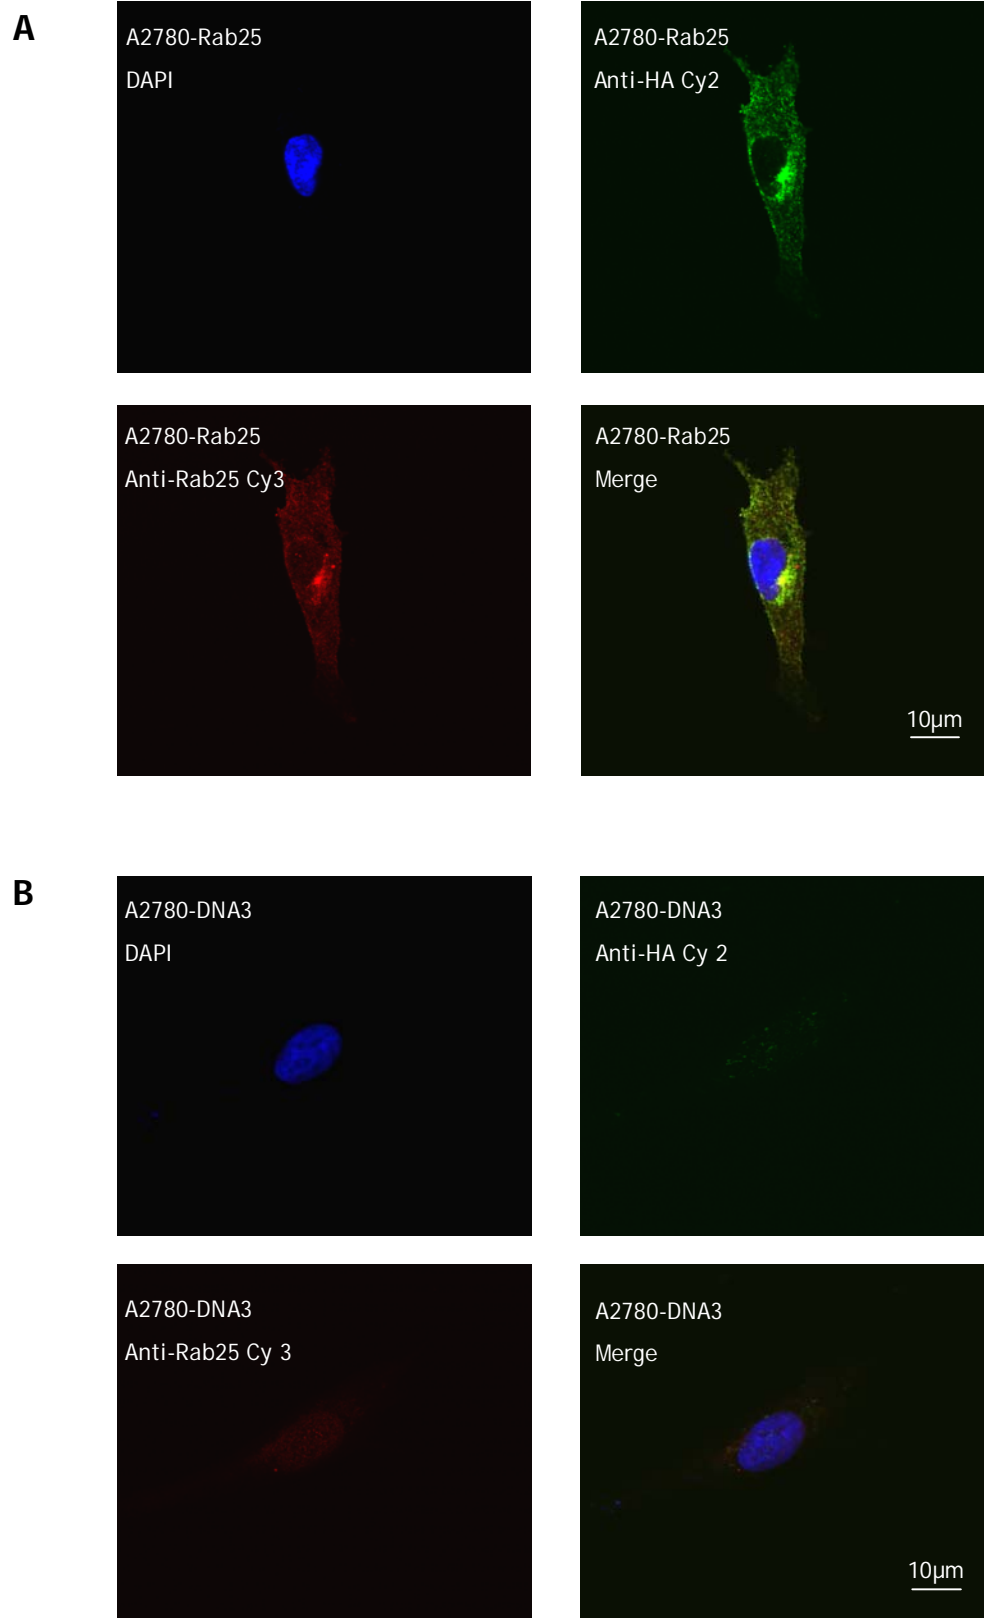 A
A2780-Rab25
DAPI
A2780-Rab25
Anti-HA Cy2
A2780-Rab25
Anti-Rab25 Cy3
A2780-Rab25
Merge
10µm
B
A2780-DNA3
DAPI
A2780-DNA3
Anti-HA Cy 2
A2780-DNA3
Anti-Rab25 Cy 3
A2780-DNA3
Merge
10µm